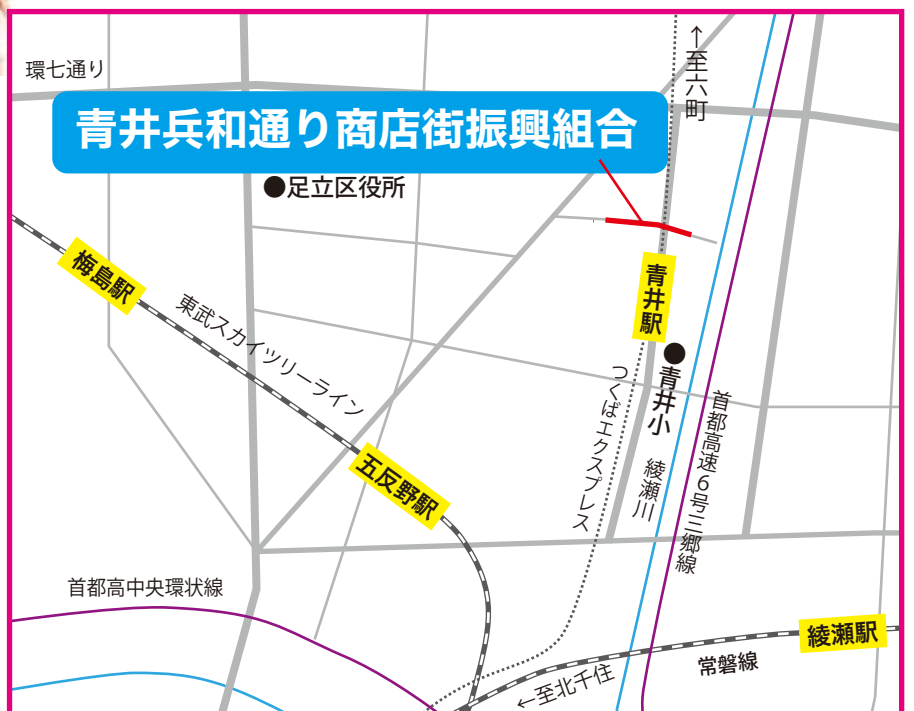 環七通り
←至六町
青井兵和通り商店街振興組合
●足立区役所
梅島駅
東武スカイツリーライン
青井駅
●青井小
つくばエクスプレス
綾瀬川
首都高速6号三郷線
五反野駅
首都高中央環状線
綾瀬駅
常磐線
←至北千住